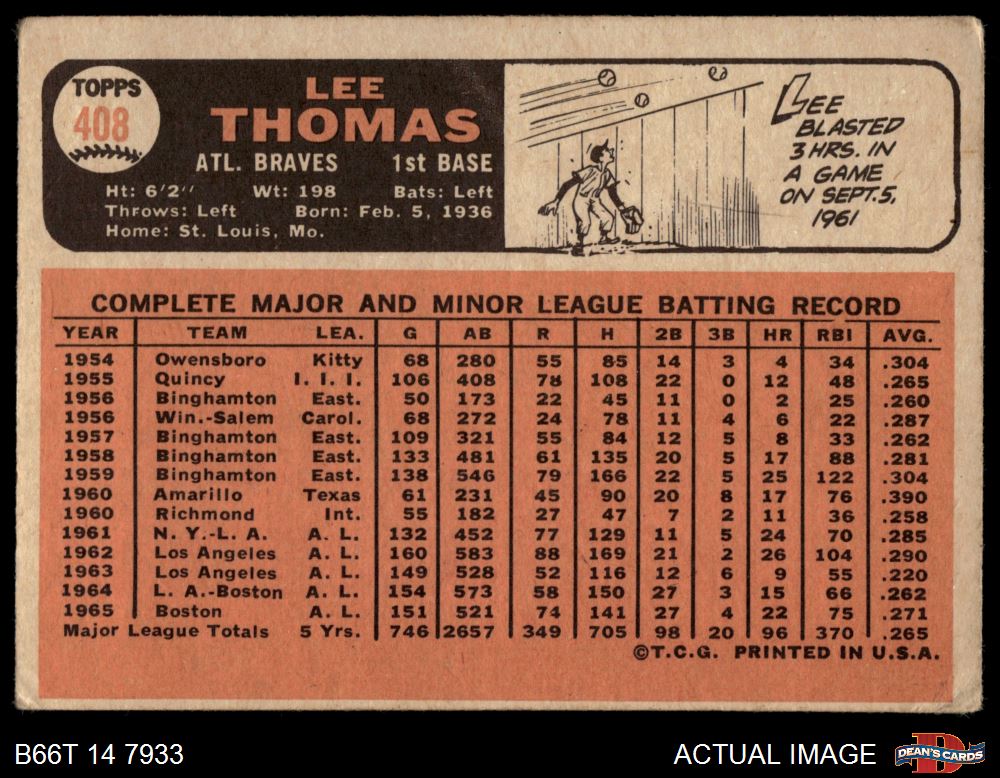 TOPPS
408
LEE
THOMAS
ATL. BRAVES 1st BASE
Ht: 6'2" Wt: 198 Bats: Left
Throws: Left Born: Feb. 5, 1936
Home: St. Louis, Mo.
LEE
BLASTED
3 HRS. IN
A GAME
ON SEPT. 5,
1961
COMPLETE MAJOR AND MINOR LEAGUE BATTING RECORD
YEAR TEAM LEA. G AB R H 2B 3B HR RBI AVG.
1954 Owensboro Kitty 68 280 55 85 14 3 4 34 .304
1955 Quincy I. I. I. 106 408 78 108 22 0 12 48 .265
1956 Binghamton East. 50 173 22 45 11 0 2 25 .260
1956 Win.-Salem Carol. 68 272 24 78 11 4 6 22 .287
1957 Binghamton East. 109 321 55 84 12 5 8 33 .262
1958 Binghamton East. 133 481 61 135 20 5 17 88 .281
1959 Binghamton East. 138 546 79 166 22 5 25 122 .304
1960 Amarillo Texas 61 231 45 90 20 8 17 76 .390
1960 Richmond Int. 55 182 27 47 7 2 11 36 .258
1961 N. Y.-L. A. A. L. 132 452 77 129 11 5 24 70 .285
1962 Los Angeles A. L. 160 583 88 169 21 2 26 104 .290
1963 Los Angeles A. L. 149 528 52 116 12 6 9 55 .220
1964 L. A.-Boston A. L. 154 573 58 150 27 3 15 66 .262
1965 Boston A. L. 151 521 74 141 27 4 22 75 .271
Major League Totals 5 Yrs. 746 2657 349 705 98 20 96 370 .265
©T.C.G. PRINTED IN U.S.A.
B66T 14 7933
ACTUAL IMAGE
DEAN'S CARDS